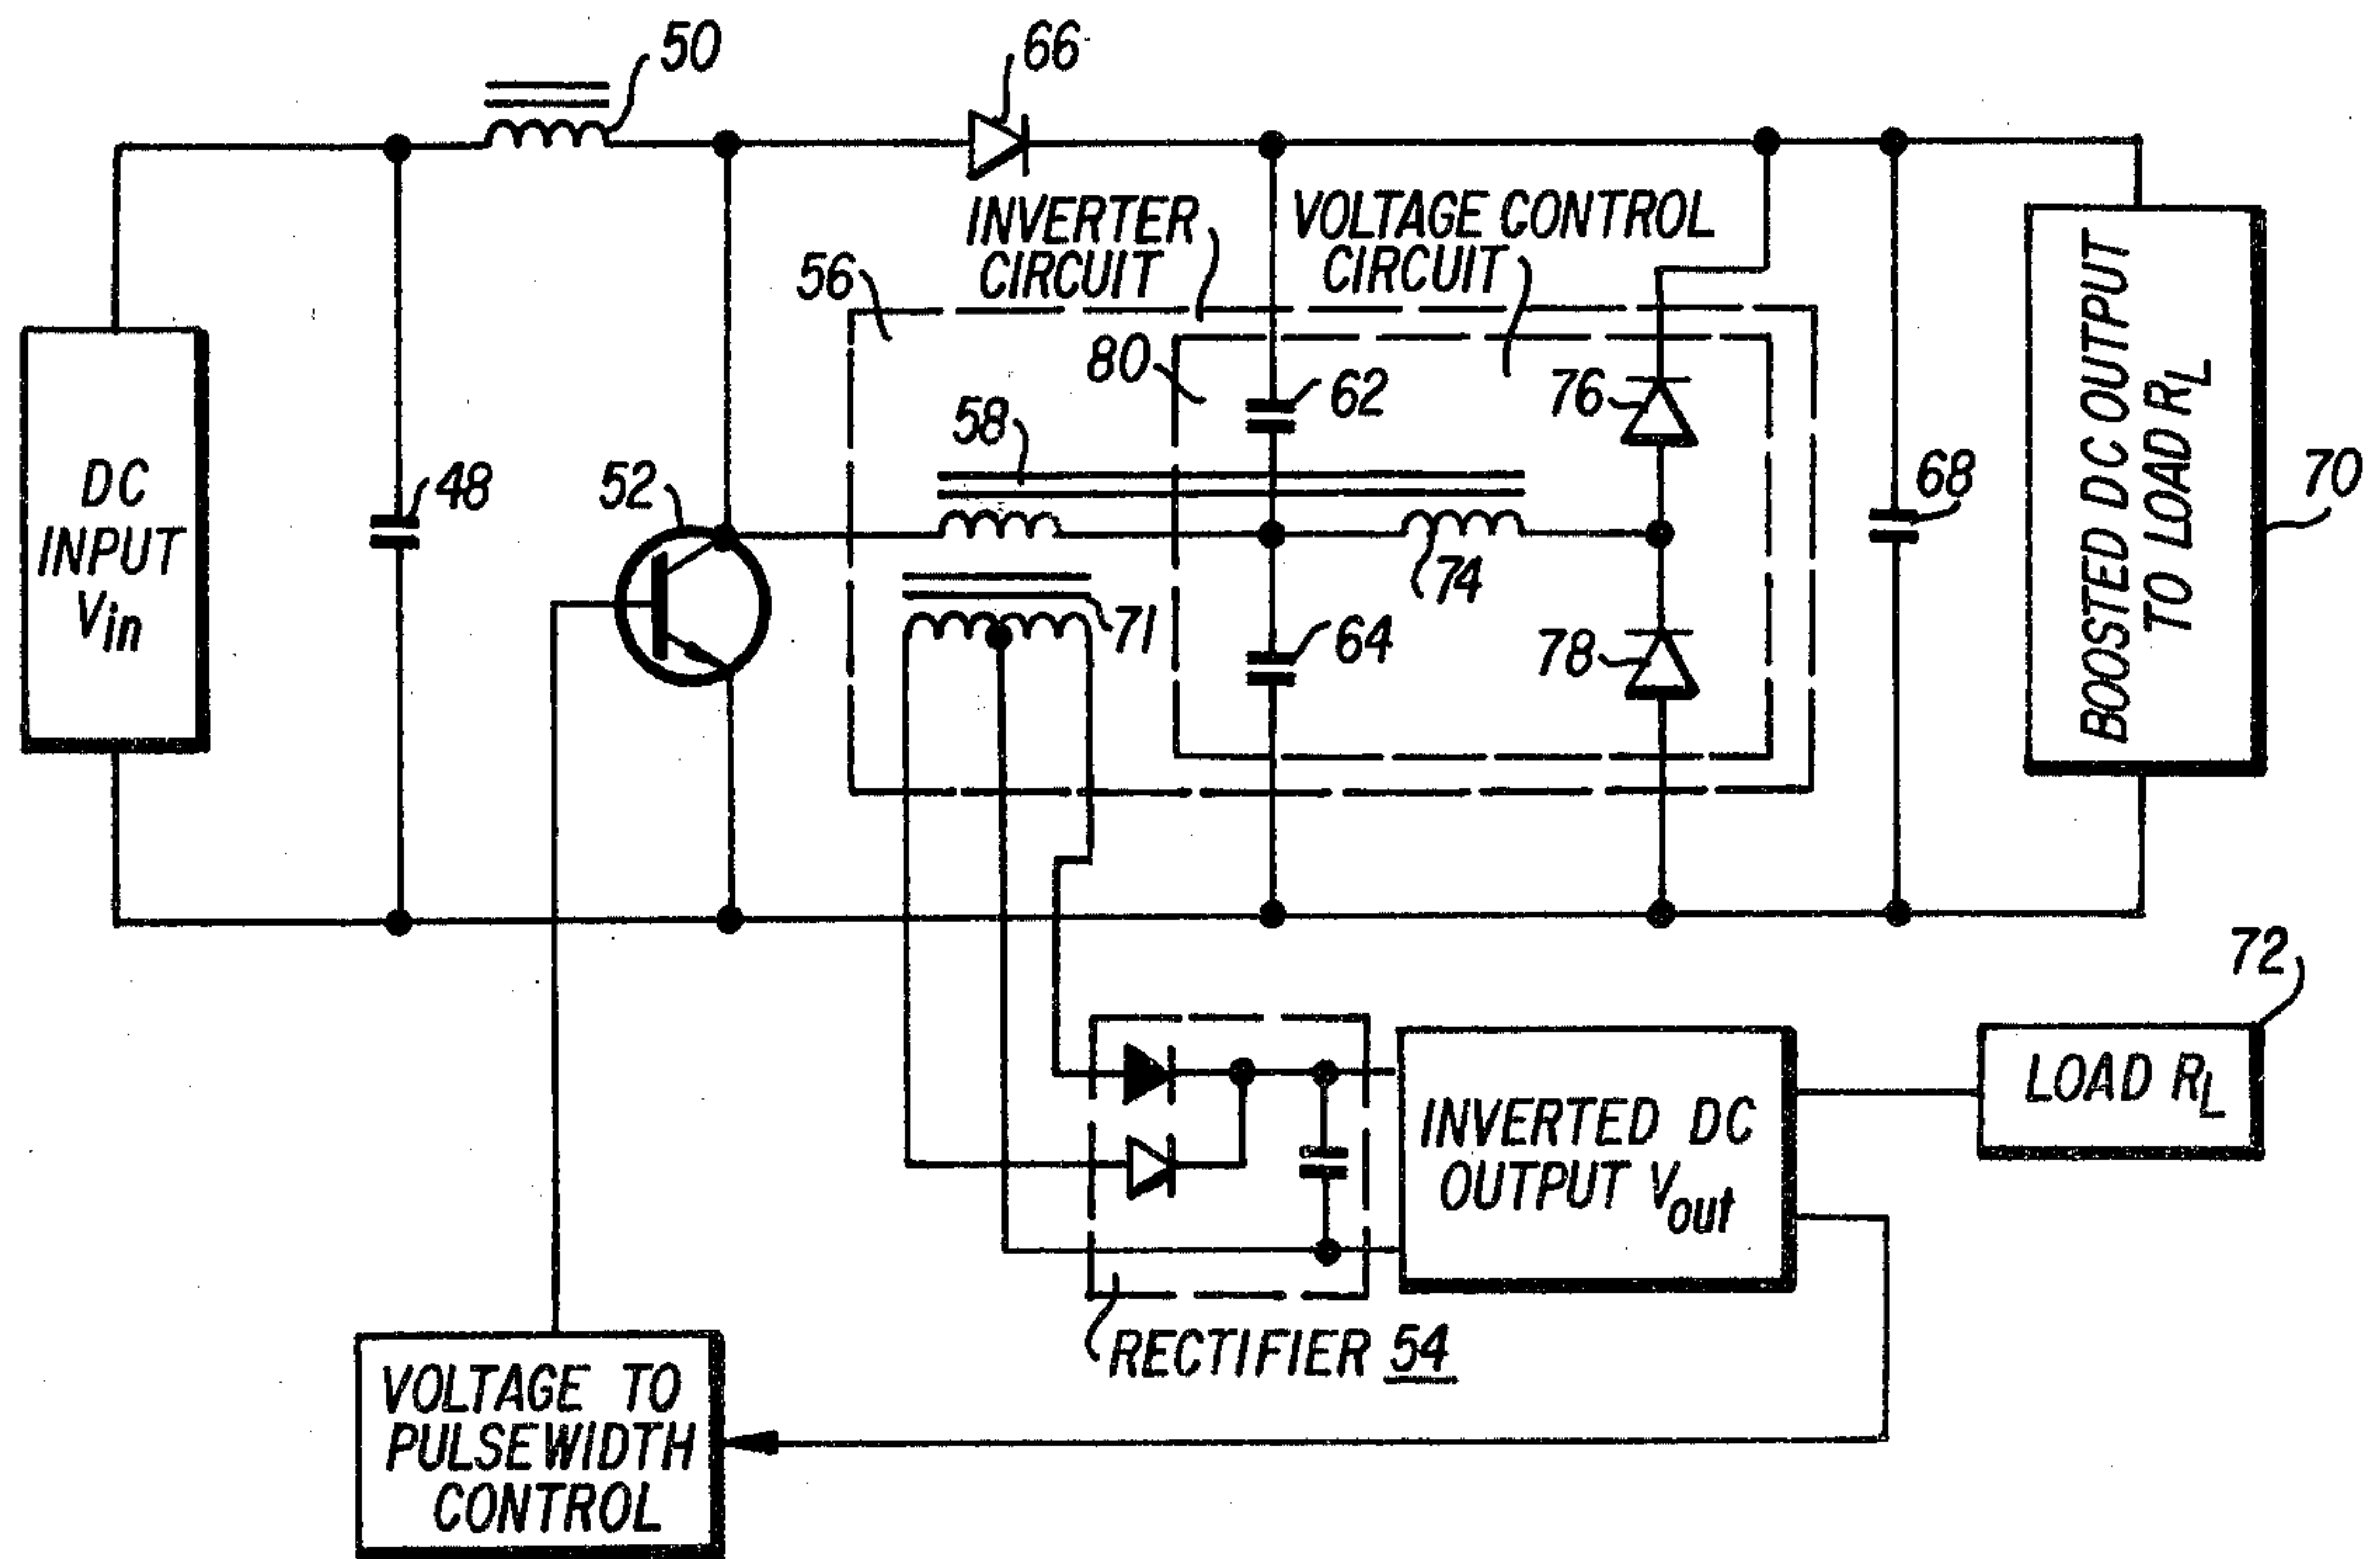 50
66
INVERTER
CIRCUIT
VOLTAGE CONTROL
CIRCUIT
56
80
62
76
58
DC
INPUT
Vin
48
52
74
68
70
BOOSTED DC OUTPUT
TO LOAD RL
71
64
78
72
LOAD RL
INVERTED DC
OUTPUT Vout
RECTIFIER 54
VOLTAGE TO
PULSEWIDTH
CONTROL